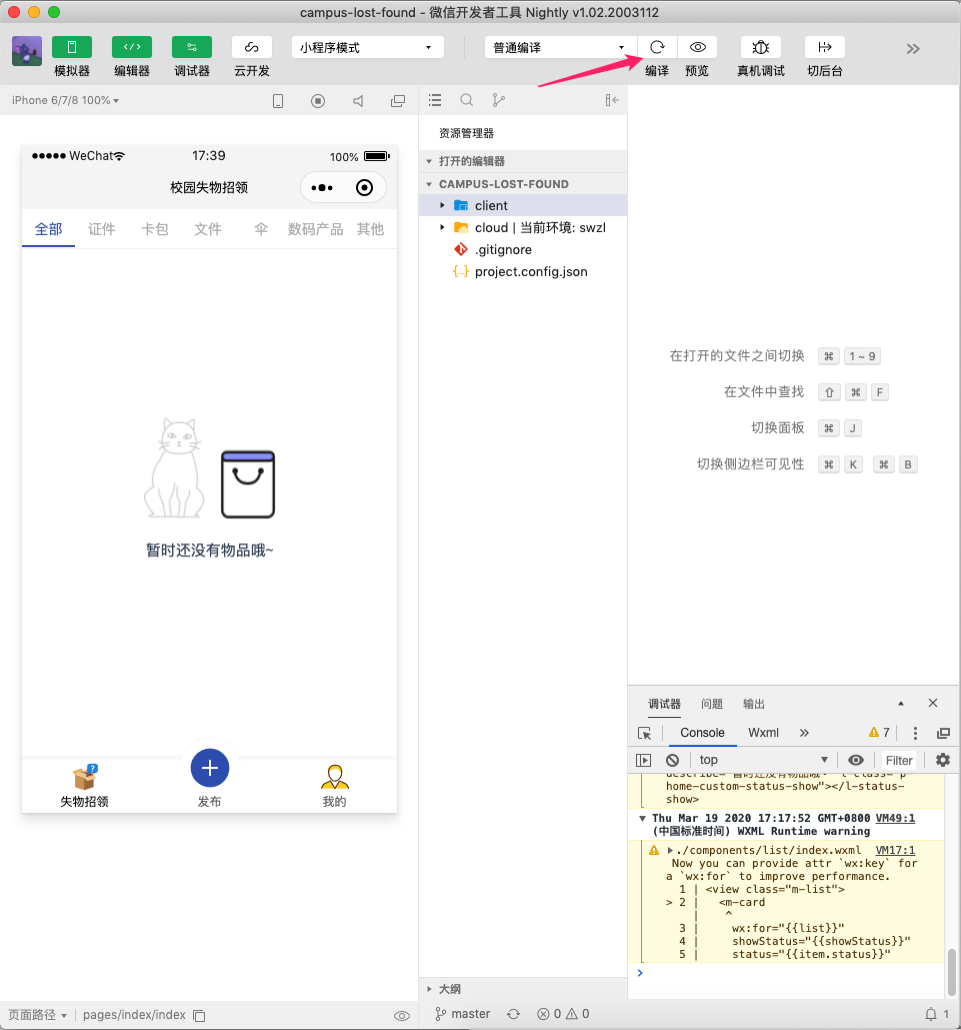 campus-lost-found - 微信开发者工具 Nightly v1.02.2003112
小程序模式
普通编译
模拟器 编辑器 调试器 云开发 编译 预览 真机调试 切后台
iPhone 6/7/8 100%
资源管理器
打开的编辑器
CAMPUS-LOST-FOUND
client
cloud | 当前环境: swzl
.gitignore
project.config.json
WeChat 17:39 100%
校园失物招领
全部 证件 卡包 文件 伞 数码产品 其他
暂时还没有物品哦~
失物招领 发布 我的
在打开的文件之间切换 ⌘ 1 ~ 9
在文件中查找 ⇧ ⌘ F
切换面板 ⌘ J
切换侧边栏可见性 ⌘ K ⌘ B
调试器 问题 输出
Console Wxml 7
top Filter
home-custom-status-show"></l-status-
show>
Thu Mar 19 2020 17:17:52 GMT+0800 VM49:1
(中国标准时间) WXML Runtime warning
./components/list/index.wxml VM17:1
Now you can provide attr `wx:key` for
a `wx:for` to improve performance.
1 | <view class="m-list">
> 2 | <m-card
| ^
3 | wx:for="{{list}}"
4 | showStatus="{{showStatus}}"
5 | status="{{item.status}}"
大纲
页面路径 pages/index/index
master 0 0 1